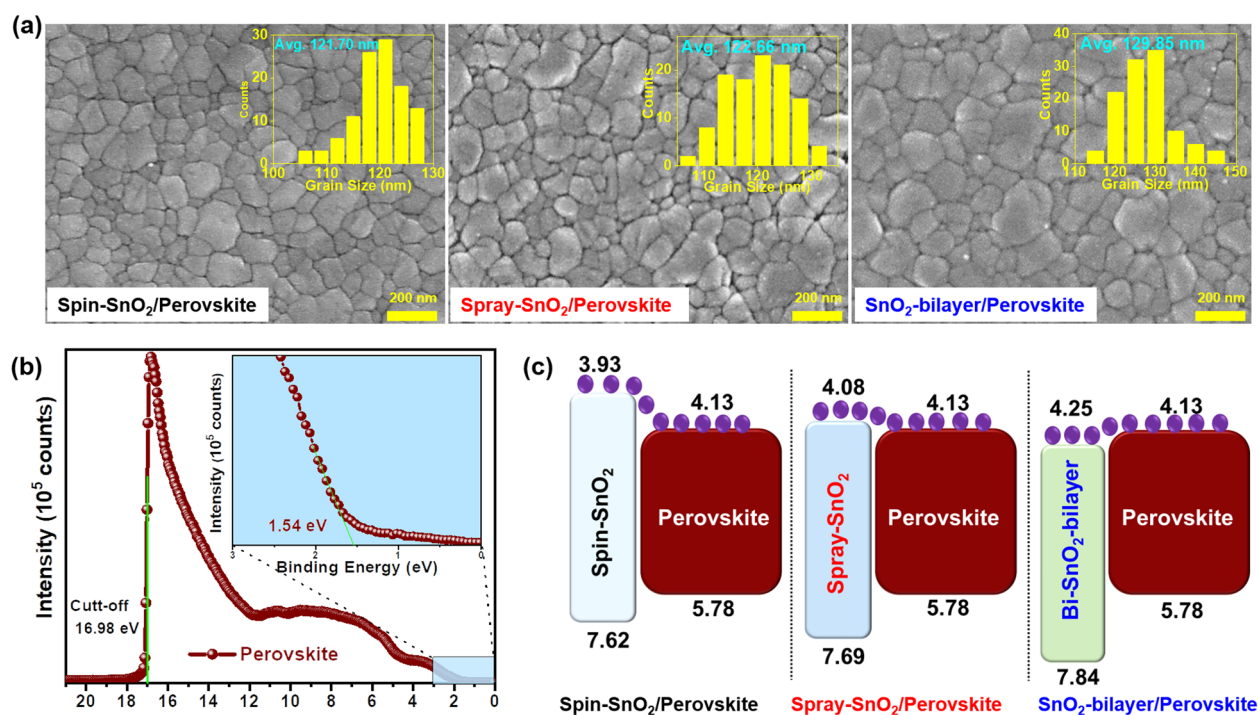 (a)
Avg. 121.70 nm
30
20
10
0
Counts
100
110
120
130
Grain Size (nm)
Spin-SnO₂/Perovskite
200 nm
Avg. 122.66 nm
20
10
0
Counts
110
120
130
Grain Size (nm)
Spray-SnO₂/Perovskite
200 nm
Avg. 129.85 nm
40
30
20
10
0
Counts
110
120
130
140
150
Grain Size (nm)
SnO₂-bilayer/Perovskite
200 nm
(b)
Intensity (10⁵ counts)
Cutt-off
16.98 eV
Perovskite
20 18 16 14 12 10 8 6 4 2 0
Intensity (10⁵ counts)
1.54 eV
3 2 1 0
Binding Energy (eV)
(c)
3.93
4.13
Spin-SnO₂
Perovskite
5.78
7.62
Spin-SnO₂/Perovskite
4.08
4.13
Spray-SnO₂
Perovskite
5.78
7.69
Spray-SnO₂/Perovskite
4.25
4.13
Bi-SnO₂-bilayer
Perovskite
5.78
7.84
SnO₂-bilayer/Perovskite